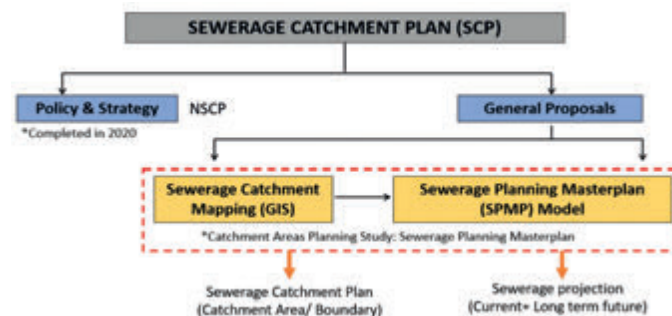 SEWERAGE CATCHMENT PLAN (SCP)
Policy & Strategy
NSCP
General Proposals
*Completed in 2020
Sewerage Catchment
Mapping (GIS)
Sewerage Planning Masterplan
(SPMP) Model
*Catchment Areas Planning Study: Sewerage Planning Masterplan
Sewerage Catchment Plan
(Catchment Area/ Boundary)
Sewerage projection
(Current+ Long term future)